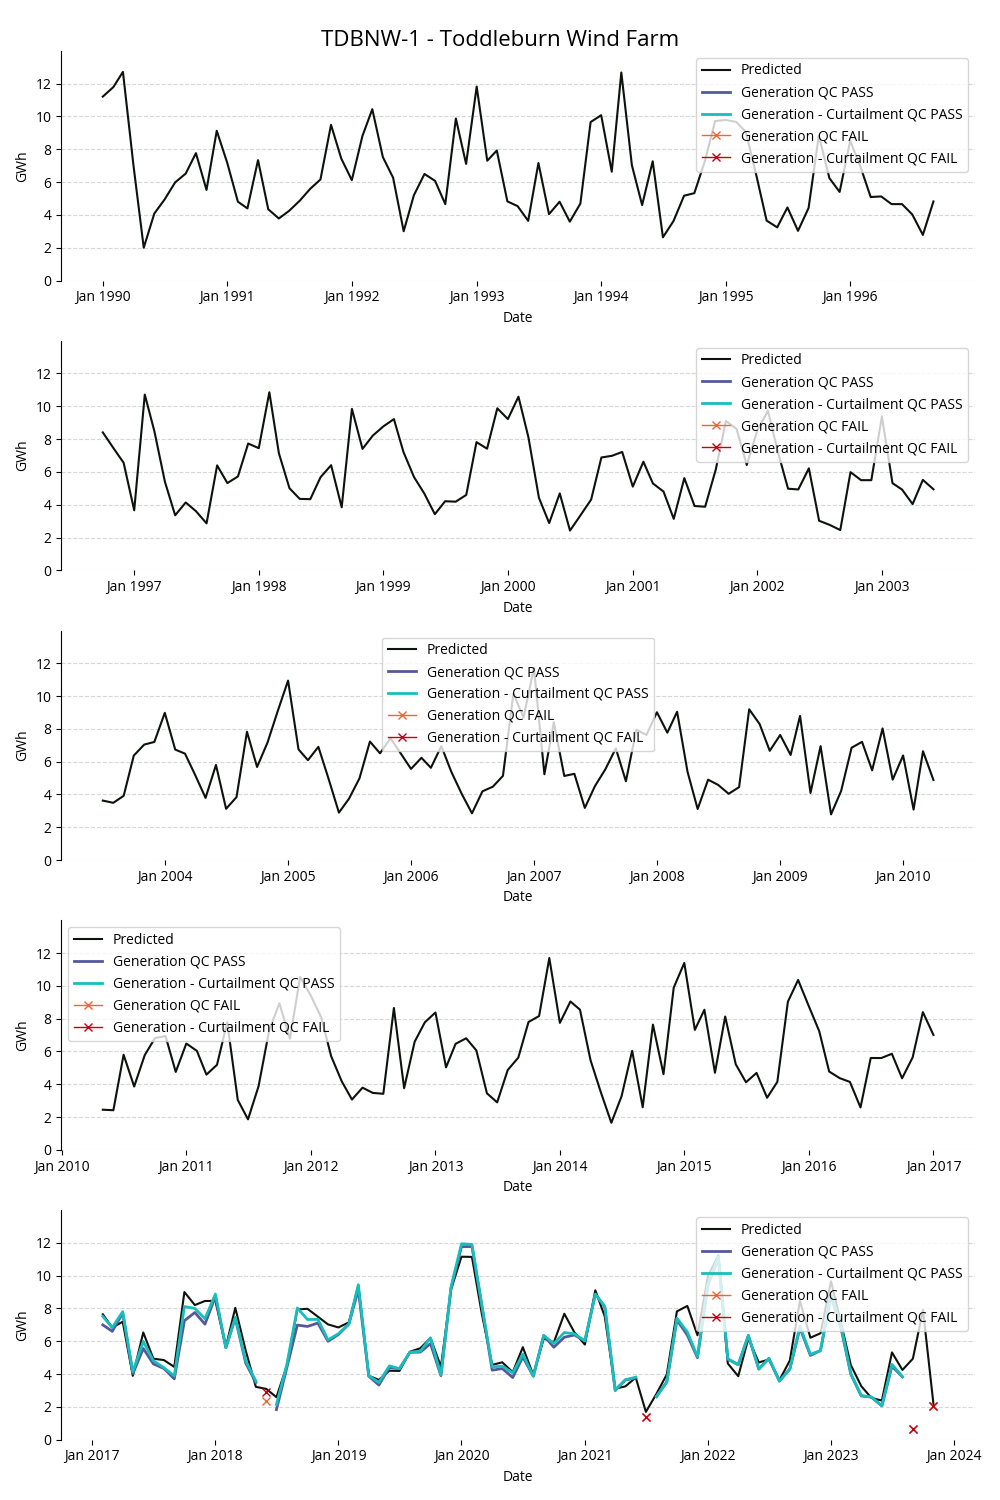 TDBNW-1 - Toddleburn Wind Farm
GWh
12
10
8
6
4
2
0
Predicted
Generation QC PASS
Generation - Curtailment QC PASS
Generation QC FAIL
Generation - Curtailment QC FAIL
Jan 1990 Jan 1991 Jan 1992 Jan 1993 Jan 1994 Jan 1995 Jan 1996
Date
GWh
12
10
8
6
4
2
0
Predicted
Generation QC PASS
Generation - Curtailment QC PASS
Generation QC FAIL
Generation - Curtailment QC FAIL
Jan 1997 Jan 1998 Jan 1999 Jan 2000 Jan 2001 Jan 2002 Jan 2003
Date
GWh
12
10
8
6
4
2
0
Predicted
Generation QC PASS
Generation - Curtailment QC PASS
Generation QC FAIL
Generation - Curtailment QC FAIL
Jan 2004 Jan 2005 Jan 2006 Jan 2007 Jan 2008 Jan 2009 Jan 2010
Date
GWh
12
10
8
6
4
2
0
Predicted
Generation QC PASS
Generation - Curtailment QC PASS
Generation QC FAIL
Generation - Curtailment QC FAIL
Jan 2010 Jan 2011 Jan 2012 Jan 2013 Jan 2014 Jan 2015 Jan 2016 Jan 2017
Date
GWh
12
10
8
6
4
2
0
Predicted
Generation QC PASS
Generation - Curtailment QC PASS
Generation QC FAIL
Generation - Curtailment QC FAIL
Jan 2017 Jan 2018 Jan 2019 Jan 2020 Jan 2021 Jan 2022 Jan 2023 Jan 2024
Date